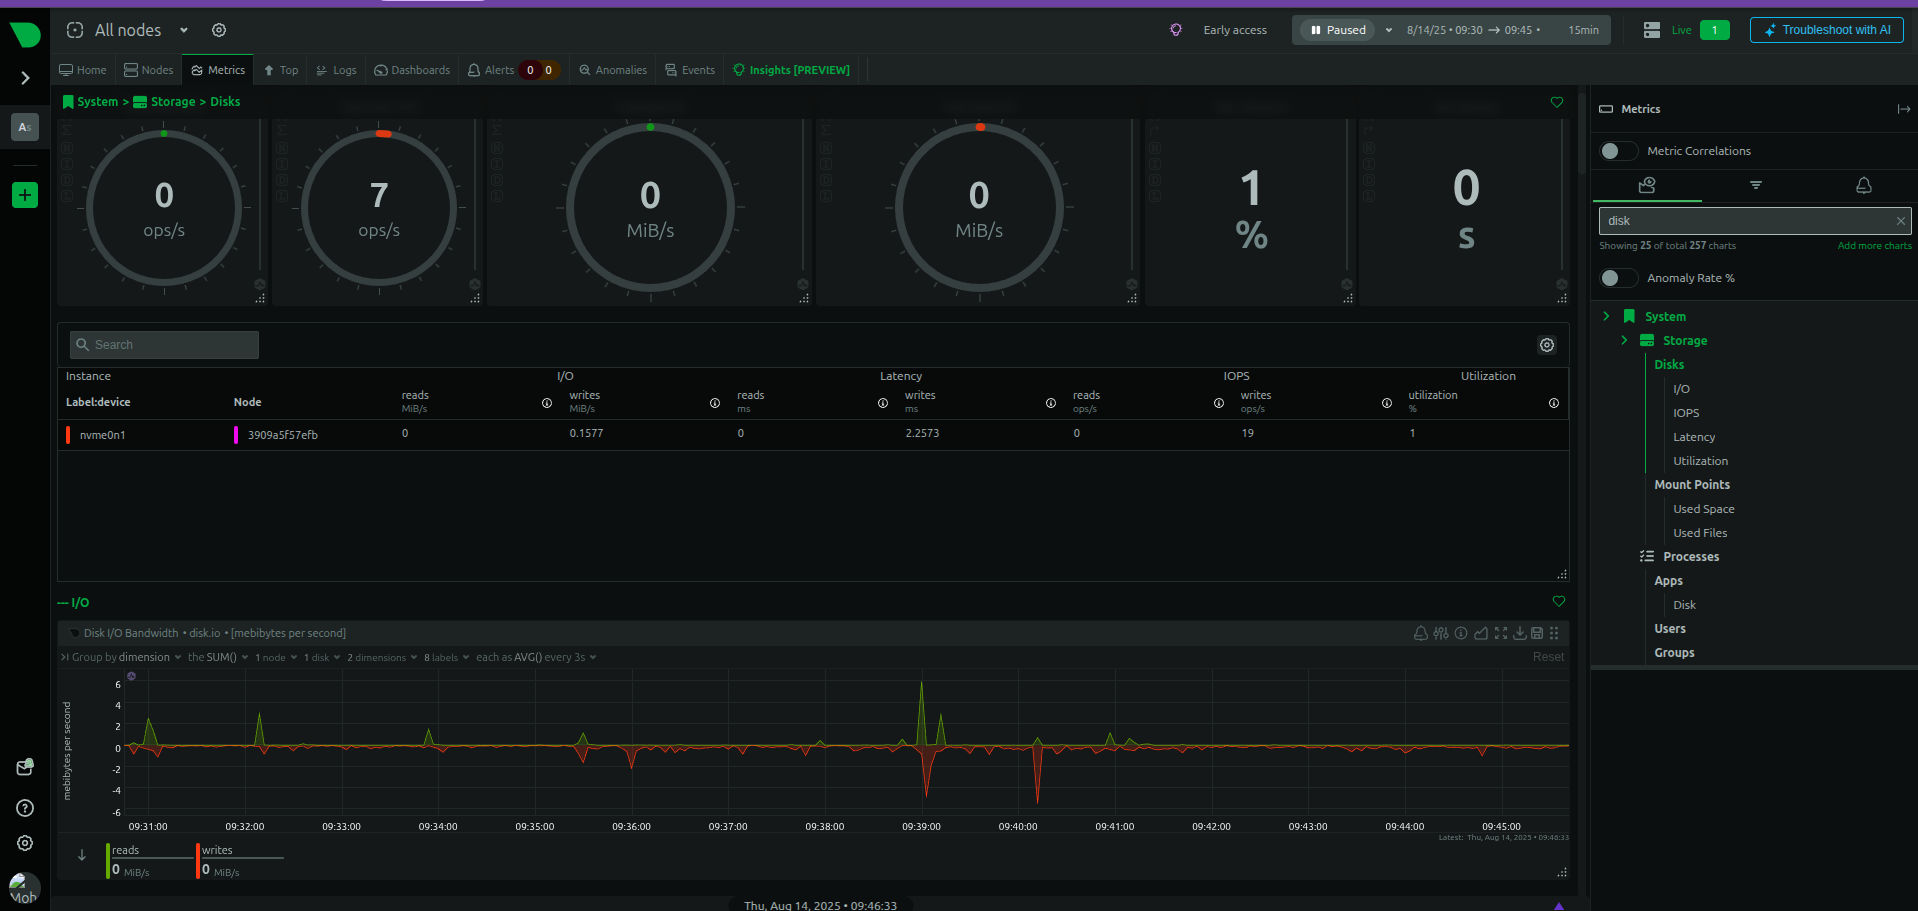 All nodes
Early access
Paused
8/14/25 • 09:30 → 09:45 •
15min
Live
1
Troubleshoot with AI
Home
Nodes
Metrics
Top
Logs
Dashboards
Alerts
0
0
Anomalies
Events
Insights [PREVIEW]
As
System > Storage > Disks
M
N
I
D
L
0
ops/s
M
N
I
D
L
7
ops/s
M
N
I
D
L
0
MiB/s
M
N
I
D
L
0
MiB/s
N
I
D
L
1
%
N
I
D
L
0
s
Search
Instance
I/O
Latency
IOPS
Utilization
Label:device
Node
reads
MiB/s
writes
MiB/s
reads
ms
writes
ms
reads
ops/s
writes
ops/s
utilization
%
nvme0n1
3909a5f57efb
0
0.1577
0
2.2573
0
19
1
--- I/O
Disk I/O Bandwidth • disk.io • [mebibytes per second]
Group by dimension
the SUM()
1 node
1 disk
2 dimensions
8 labels
each as AVG() every 3s
Reset
mebibytes per second
6
4
2
0
-2
-4
-6
09:31:00
09:32:00
09:33:00
09:34:00
09:35:00
09:36:00
09:37:00
09:38:00
09:39:00
09:40:00
09:41:00
09:42:00
09:43:00
09:44:00
09:45:00
Latest: Thu, Aug 14, 2025 • 09:46:33
reads
0 MiB/s
writes
0 MiB/s
Thu, Aug 14, 2025 • 09:46:33
Moh
Metrics
Metric Correlations
disk
Showing 25 of total 257 charts
Add more charts
Anomaly Rate %
System
Storage
Disks
I/O
IOPS
Latency
Utilization
Mount Points
Used Space
Used Files
Processes
Apps
Disk
Users
Groups